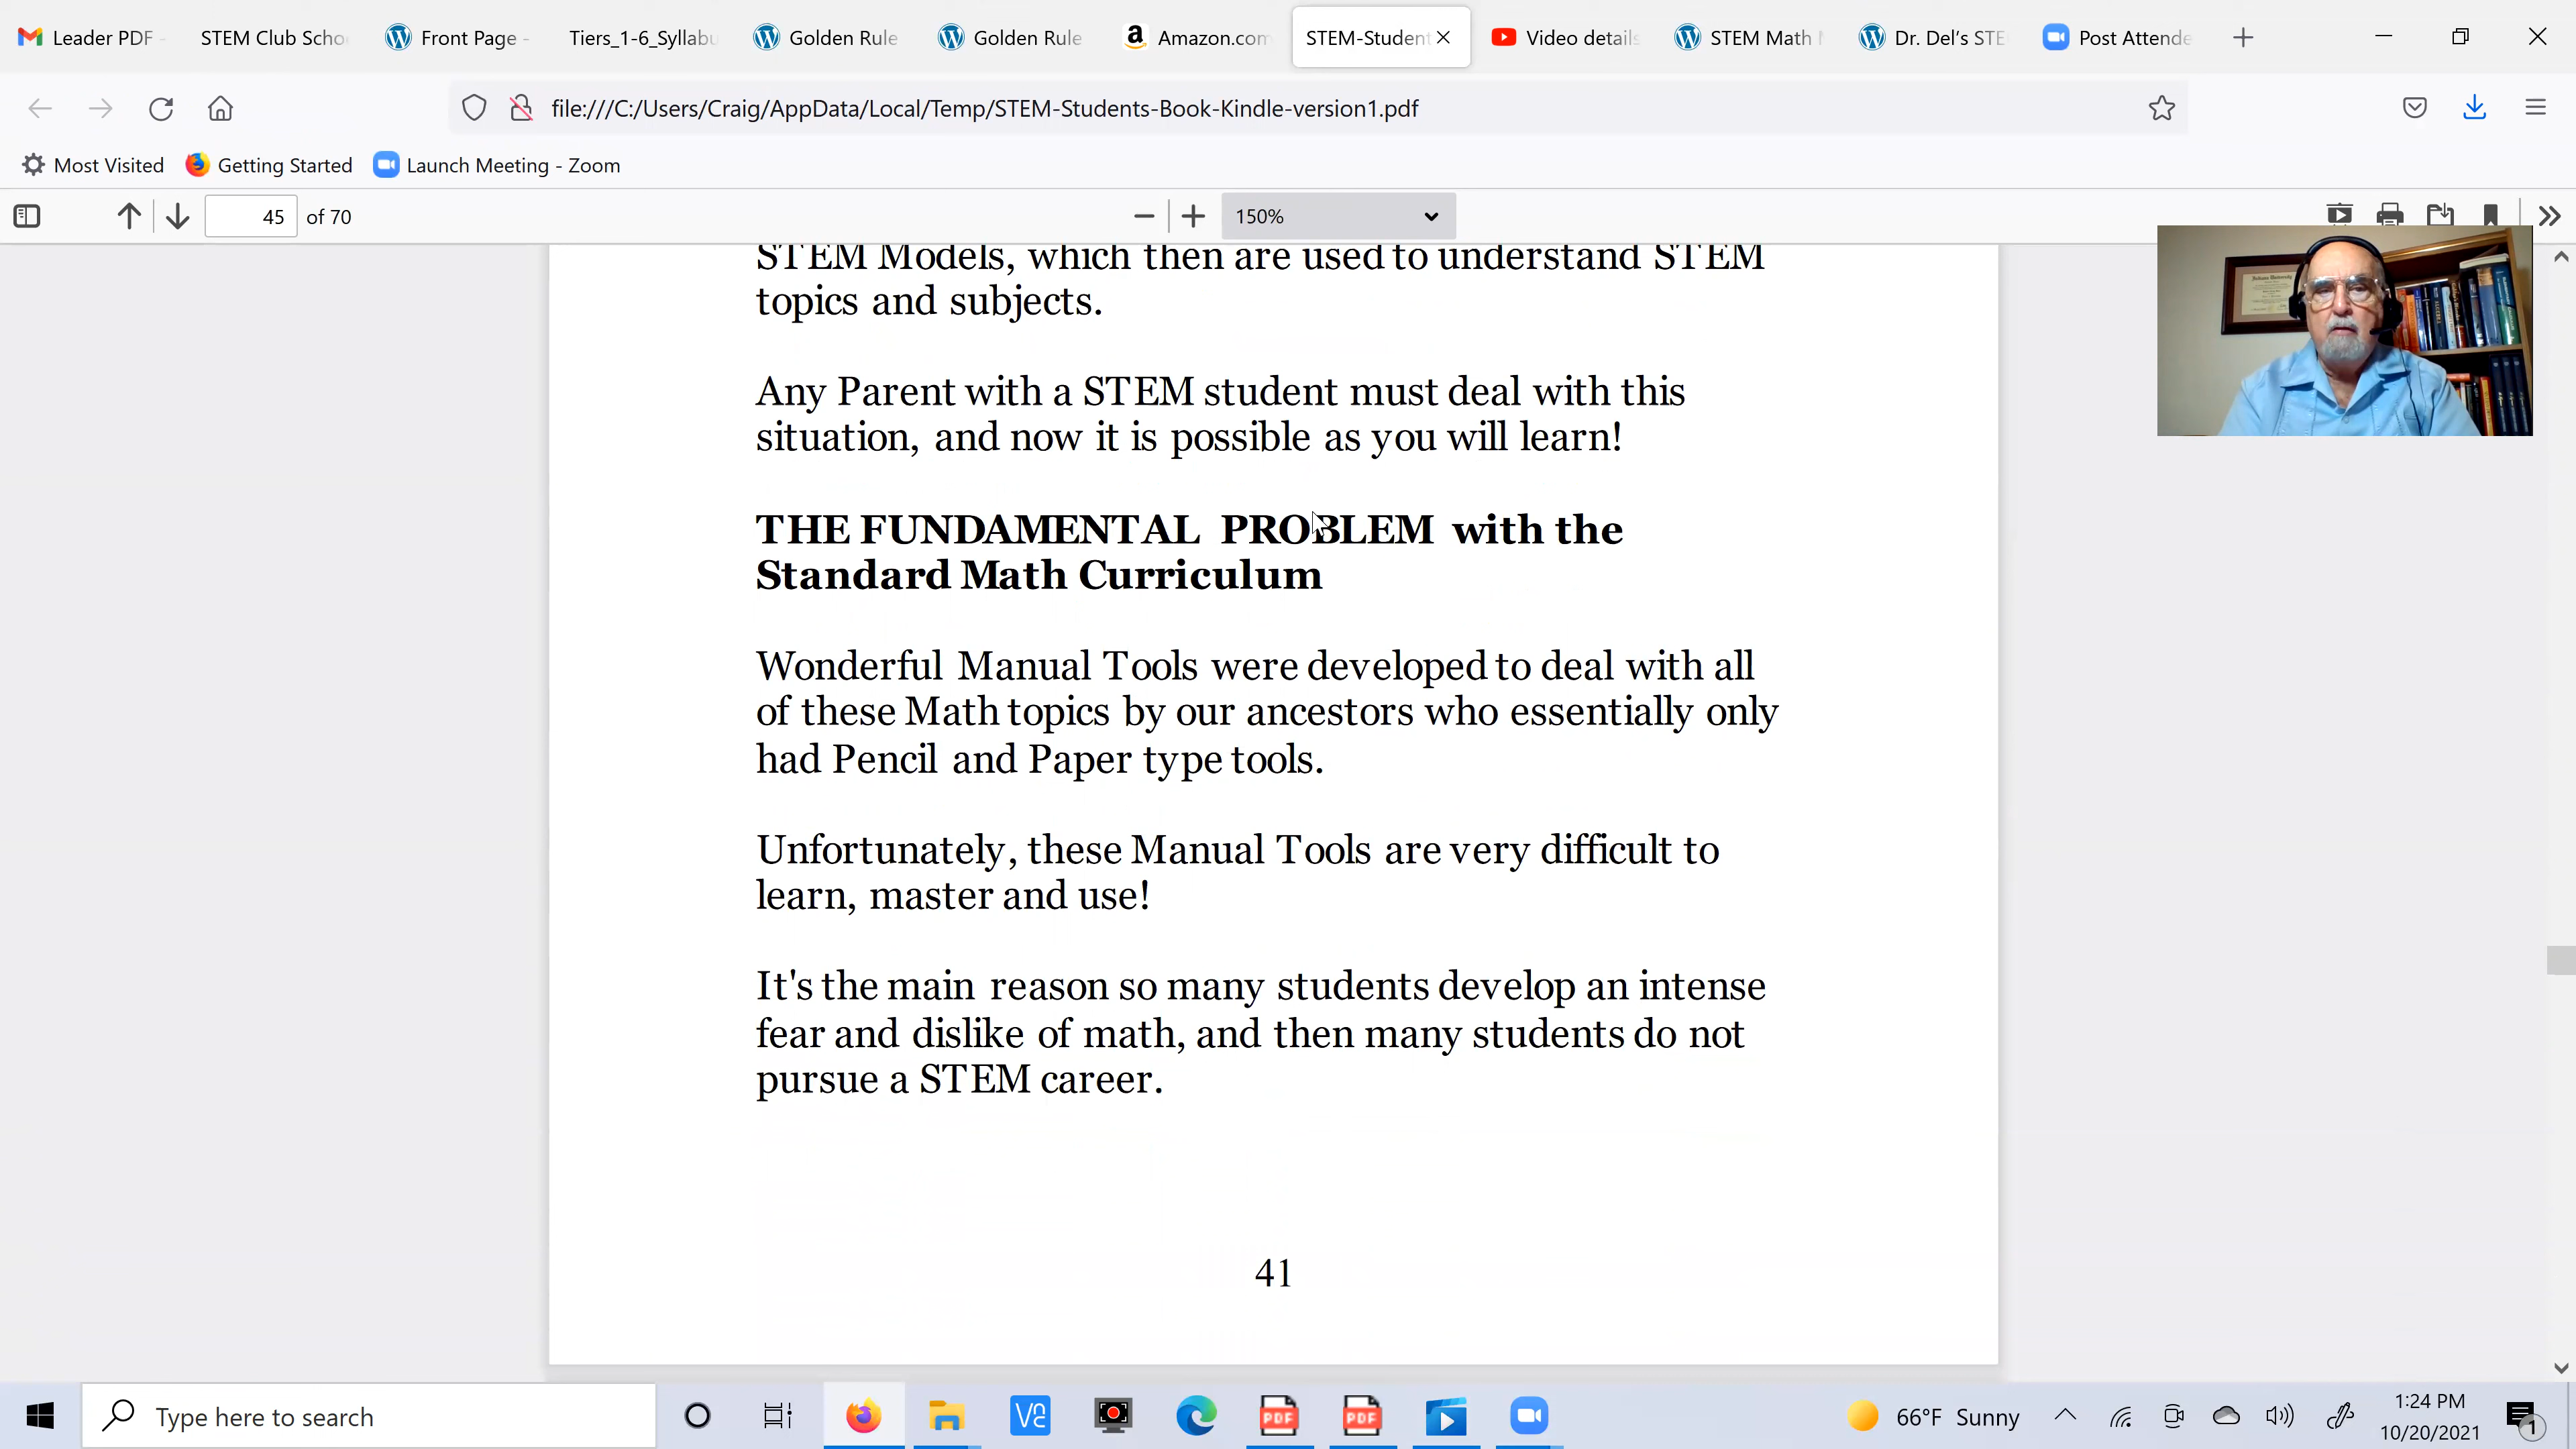 Leader PDF -
STEM Club Scho
Front Page -
Tiers_1-6_Syllabu
Golden Rule
Golden Rule
Amazon.com
STEM-Student
Video details
STEM Math
Dr. Del's STE
Post Attende
file:///C:/Users/Craig/AppData/Local/Temp/STEM-Students-Book-Kindle-version1.pdf
Most Visited
Getting Started
Launch Meeting - Zoom
45 of 70
150%
STEM Models, which then are used to understand STEM
topics and subjects.
Any Parent with a STEM student must deal with this
situation, and now it is possible as you will learn!
THE FUNDAMENTAL PROBLEM with the
Standard Math Curriculum
Wonderful Manual Tools were developed to deal with all
of these Math topics by our ancestors who essentially only
had Pencil and Paper type tools.
Unfortunately, these Manual Tools are very difficult to
learn, master and use!
It's the main reason so many students develop an intense
fear and dislike of math, and then many students do not
pursue a STEM career.
41
Type here to search
PDF
PDF
66°F Sunny
1:24 PM
10/20/2021
1